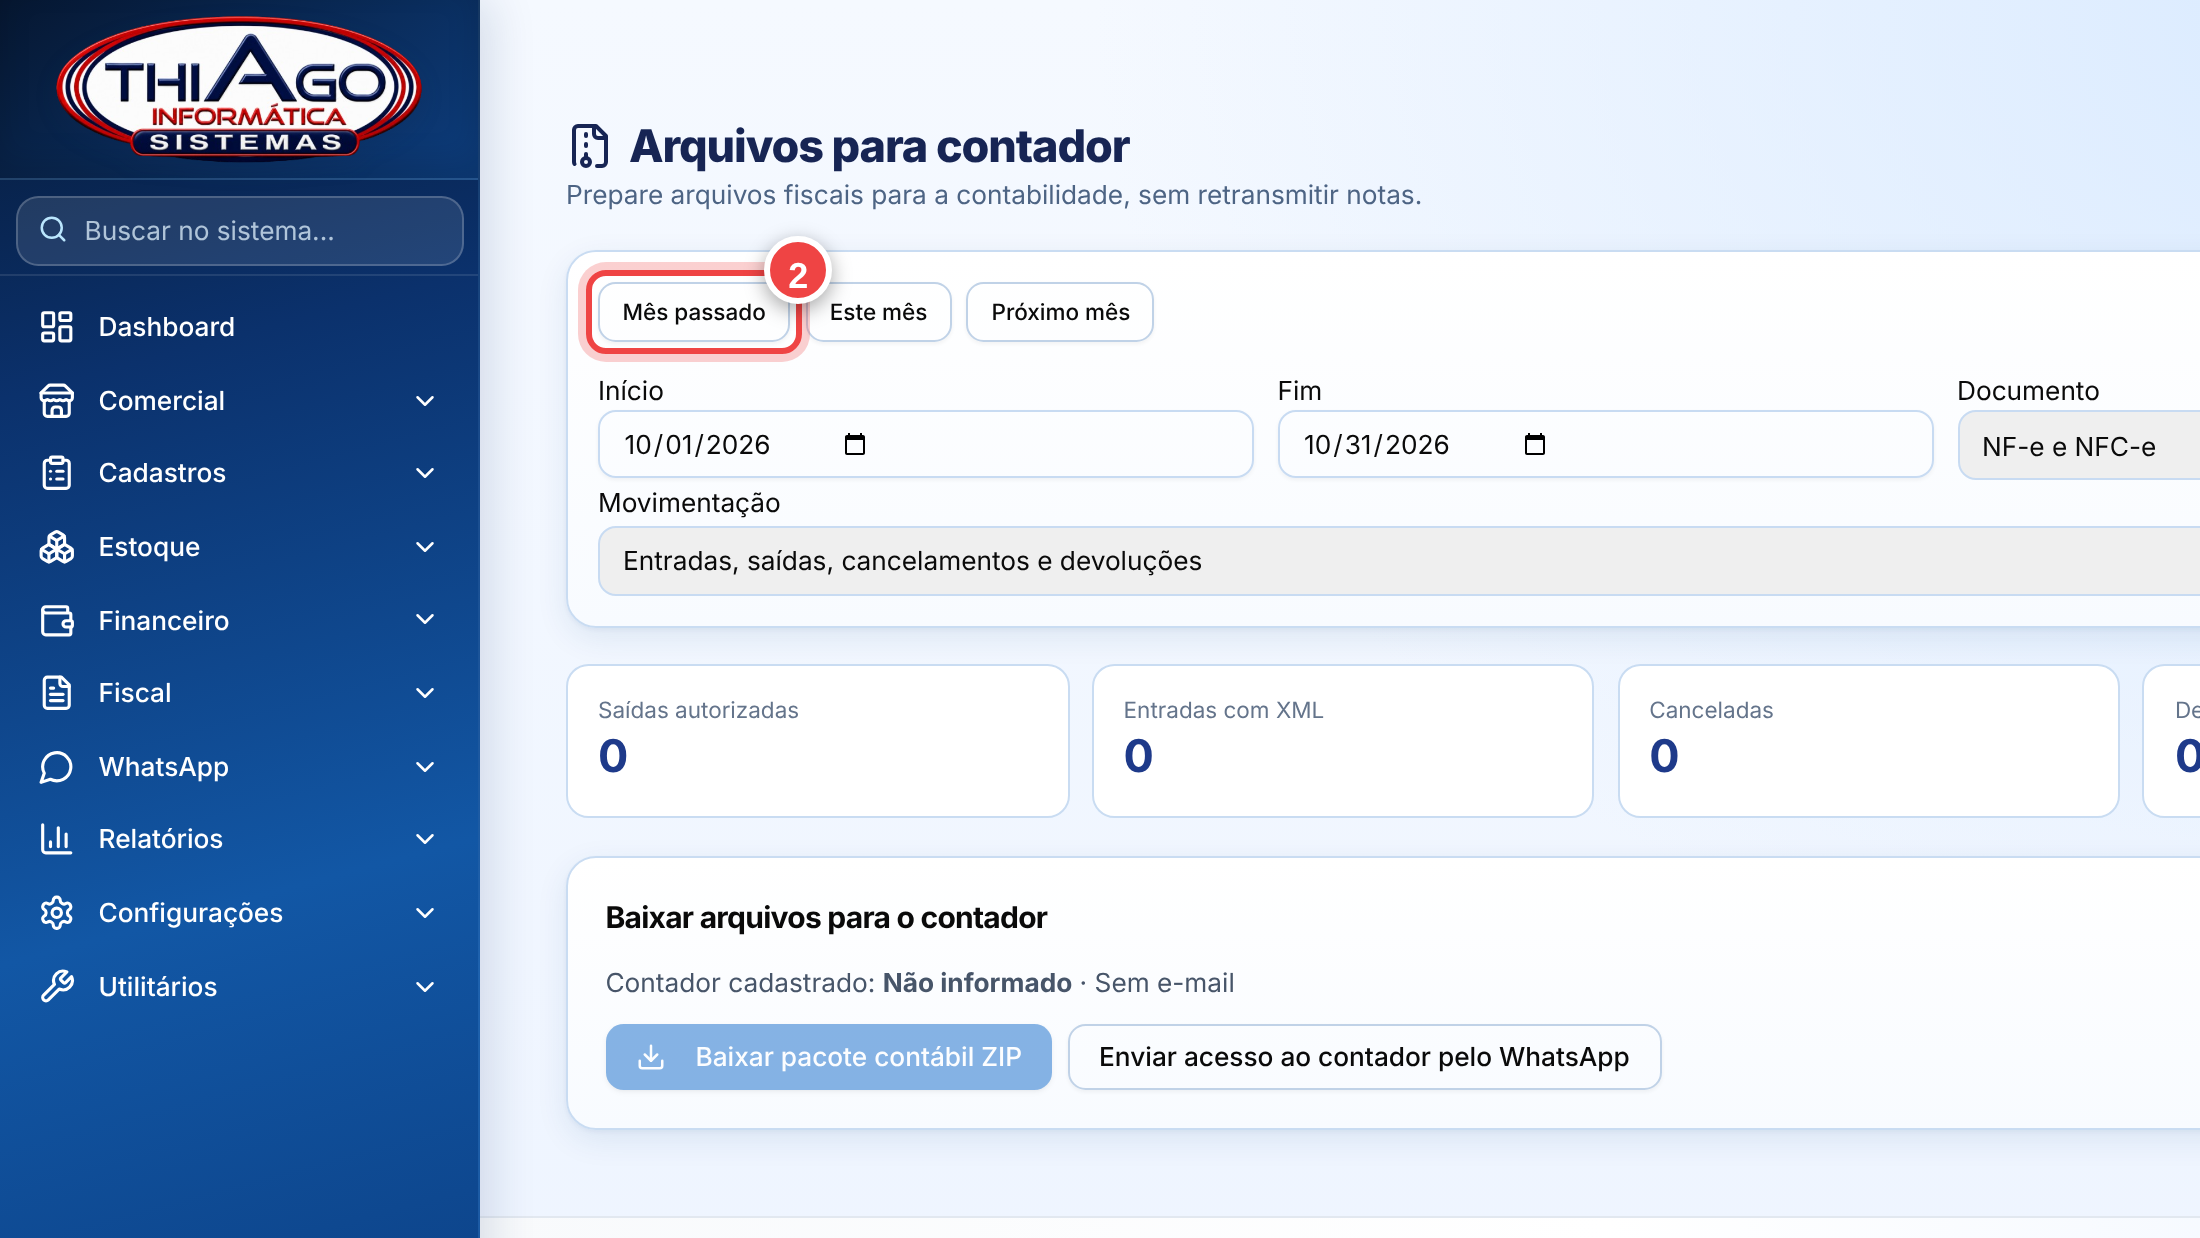 THIAGO
INFORMÁTICA
SISTEMAS
Buscar no sistema...
Dashboard
Comercial
Cadastros
Estoque
Financeiro
Fiscal
WhatsApp
Relatórios
Configurações
Utilitários
Arquivos para contador
Prepare arquivos fiscais para a contabilidade, sem retransmitir notas.
2
Mês passado Este mês Próximo mês
Início Fim Documento
10/01/2026 10/31/2026 NF-e e NFC-e
Movimentação
Entradas, saídas, cancelamentos e devoluções
Saídas autorizadas Entradas com XML Canceladas De
0 0 0 0
Baixar arquivos para o contador
Contador cadastrado: Não informado · Sem e-mail
Baixar pacote contábil ZIP Enviar acesso ao contador pelo WhatsApp